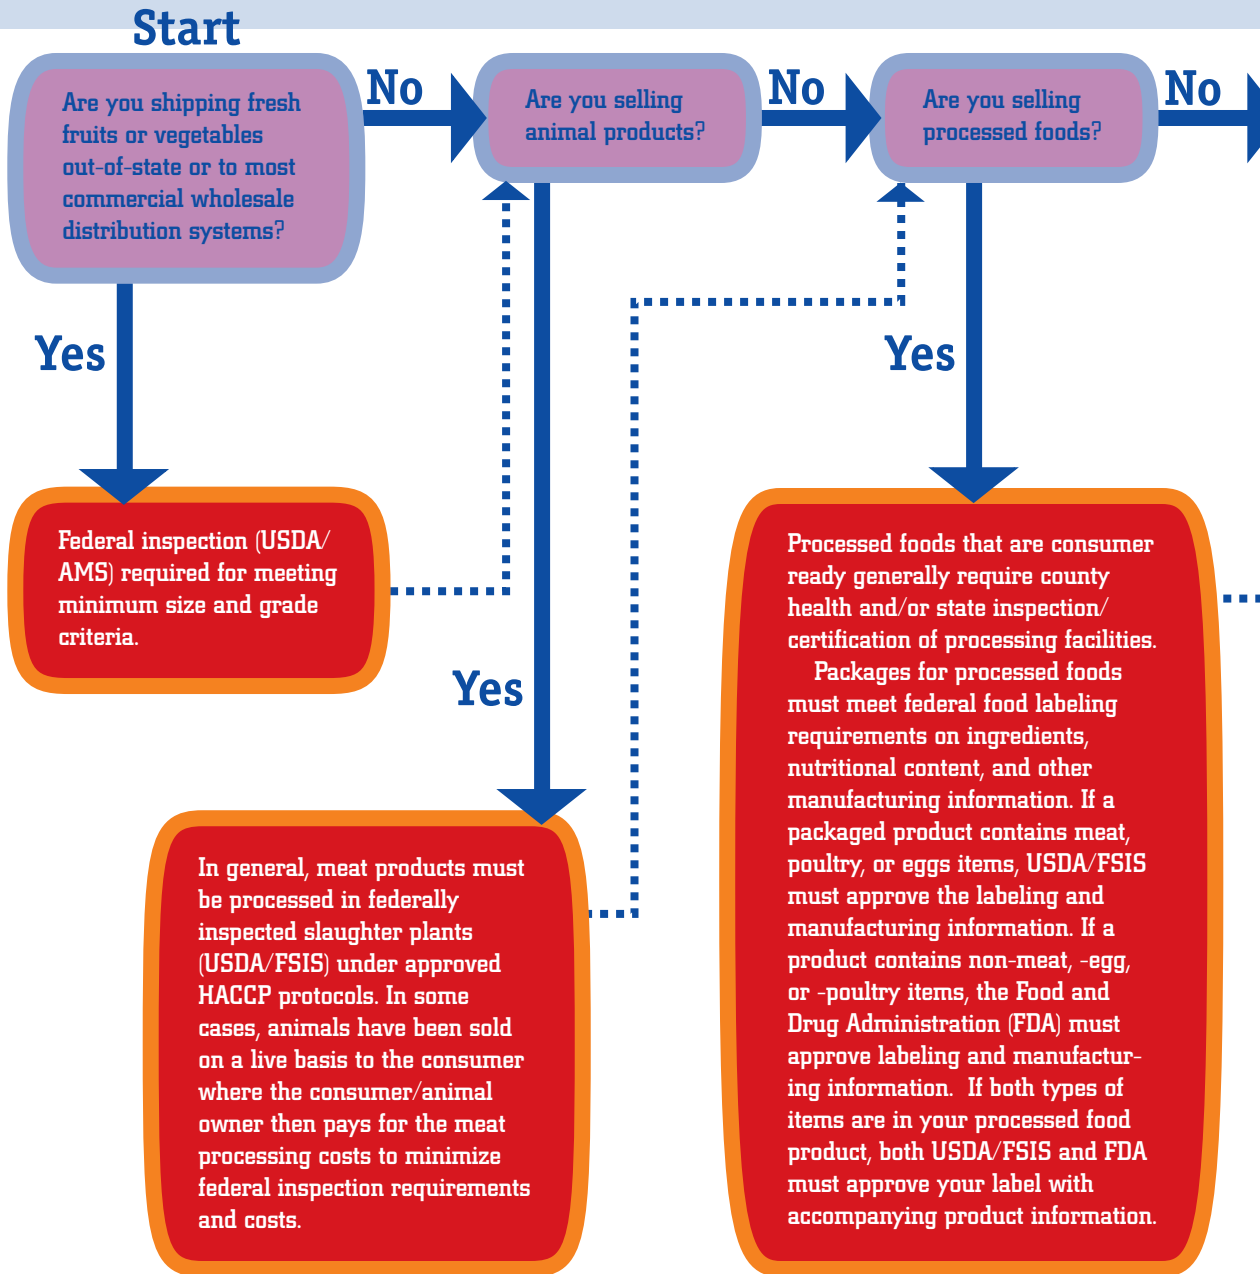 Start
Are you shipping fresh
fruits or vegetables
out-of-state or to most
commercial wholesale
distribution systems?
No
Are you selling
animal products?
No
Are you selling
processed foods?
No
Yes
Yes
Federal inspection (USDA/
AMS) required for meeting
minimum size and grade
criteria.
Yes
In general, meat products must
be processed in federally
inspected slaughter plants
(USDA/FSIS) under approved
HACCP protocols. In some
cases, animals have been sold
on a live basis to the consumer
where the consumer/animal
owner then pays for the meat
processing costs to minimize
federal inspection requirements
and costs.
Processed foods that are consumer
ready generally require county
health and/or state inspection/
certification of processing facilities.
Packages for processed foods
must meet federal food labeling
requirements on ingredients,
nutritional content, and other
manufacturing information. If a
packaged product contains meat,
poultry, or eggs items, USDA/FSIS
must approve the labeling and
manufacturing information. If a
product contains non-meat, -egg,
or -poultry items, the Food and
Drug Administration (FDA) must
approve labeling and manufactur-
ing information.  If both types of
items are in your processed food
product, both USDA/FSIS and FDA
must approve your label with
accompanying product information.